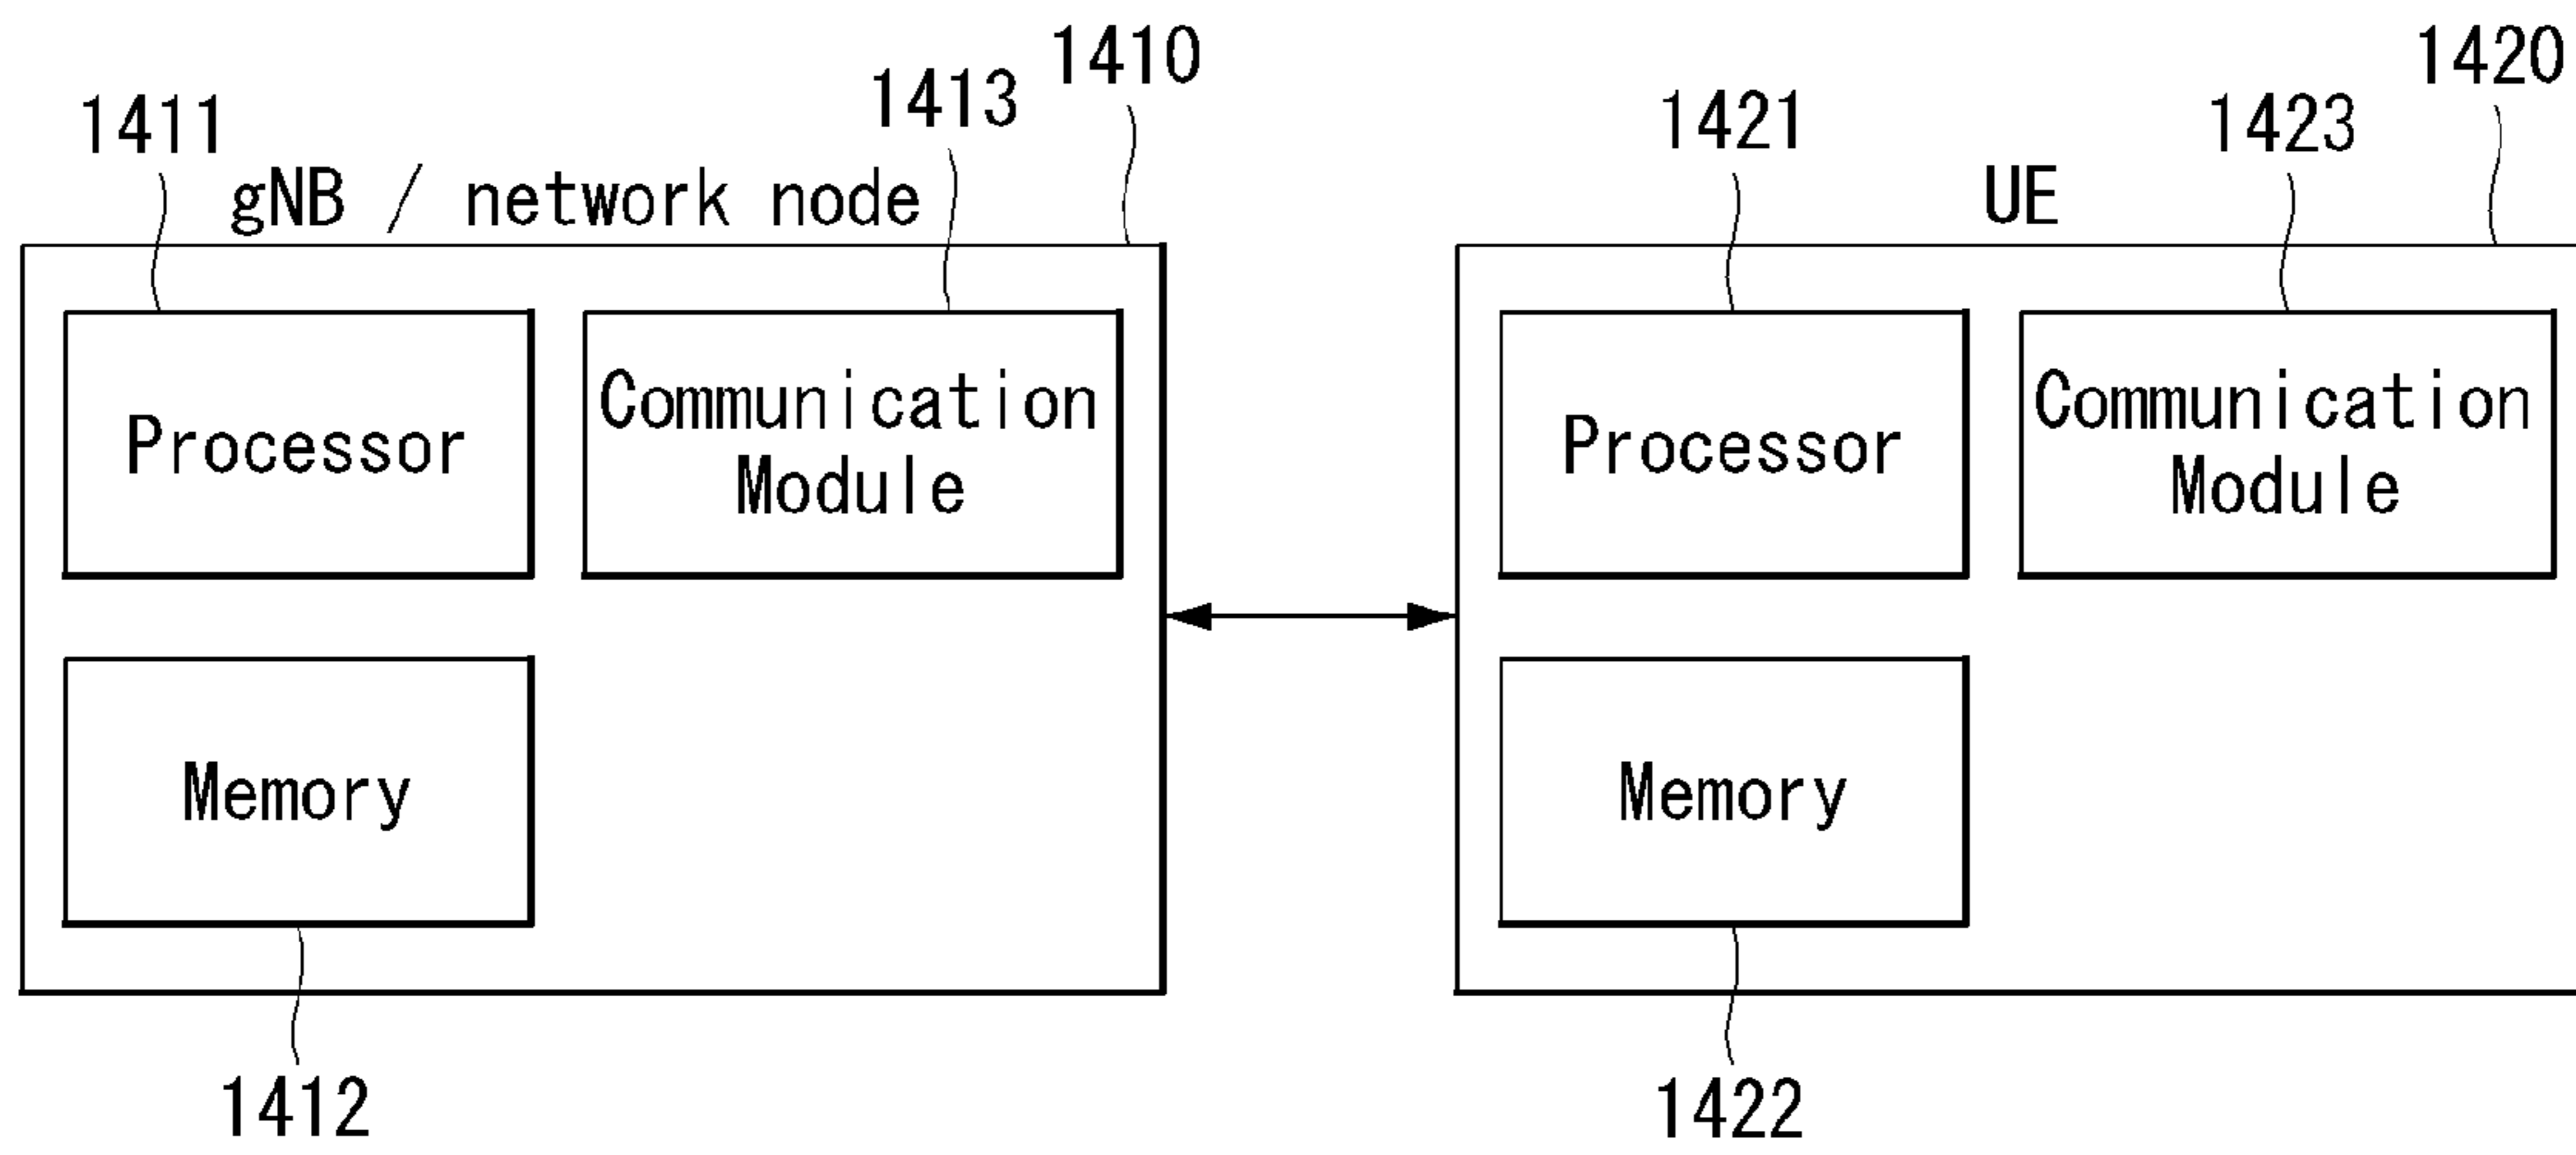 1410
1420
1413
1421
1423
1411
gNB / network node
UE
Processor
Communication
Module
Processor
Communication
Module
Memory
Memory
1412
1422